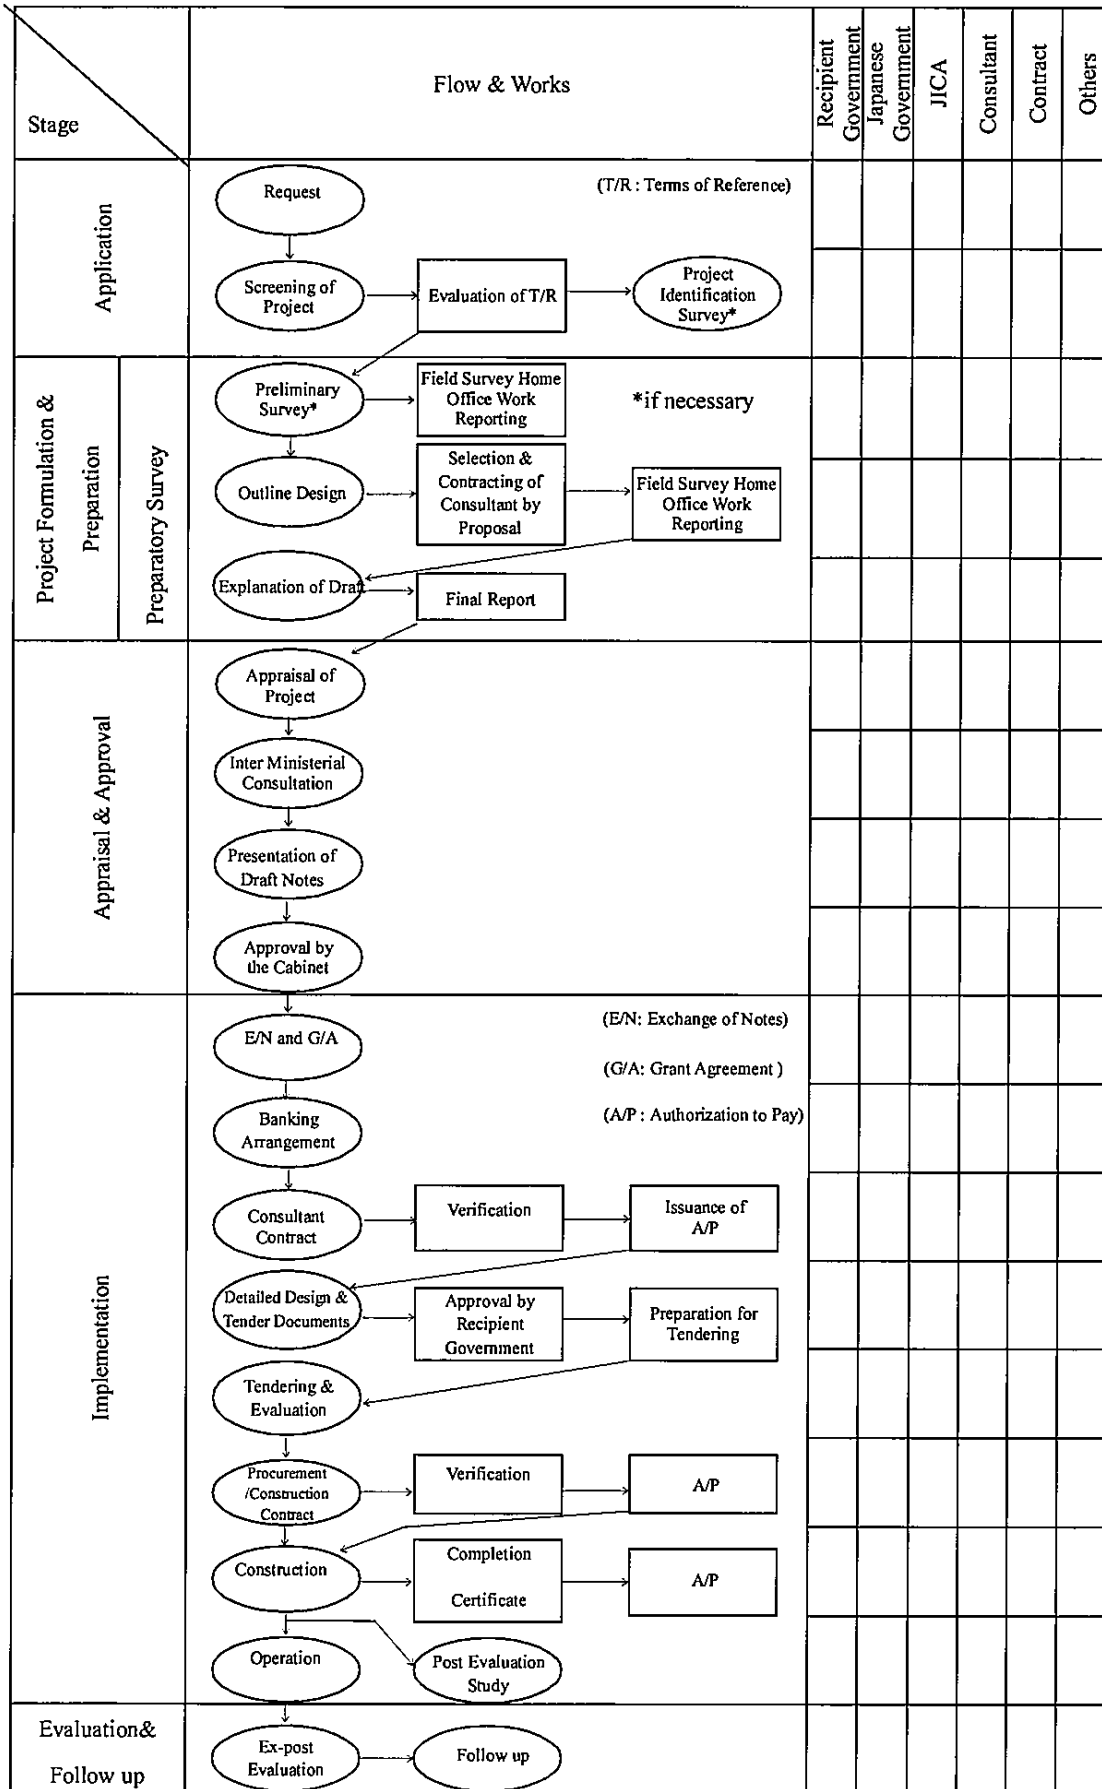 Stage
Flow & Works
Recipient
Government
Japanese
Government
JICA
Consultant
Contract
Others
Application
Request
(T/R : Terms of Reference)
Screening of
Project
Evaluation of T/R
Project
Identification
Survey*
Project Formulation &
Preparation
Preparatory Survey
Preliminary
Survey*
Field Survey Home
Office Work
Reporting
*if necessary
Outline Design
Selection &
Contracting of
Consultant by
Proposal
Field Survey Home
Office Work
Reporting
Explanation of Draft
Final Report
Appraisal & Approval
Appraisal of
Project
Inter Ministerial
Consultation
Presentation of
Draft Notes
Approval by
the Cabinet
Implementation
E/N and G/A
(E/N: Exchange of Notes)
(G/A: Grant Agreement )
(A/P : Authorization to Pay)
Banking
Arrangement
Consultant
Contract
Verification
Issuance of
A/P
Detailed Design &
Tender Documents
Approval by
Recipient
Government
Preparation for
Tendering
Tendering &
Evaluation
Procurement
/Construction
Contract
Verification
A/P
Construction
Completion
Certificate
A/P
Operation
Post Evaluation
Study
Evaluation&
Follow up
Ex-post
Evaluation
Follow up